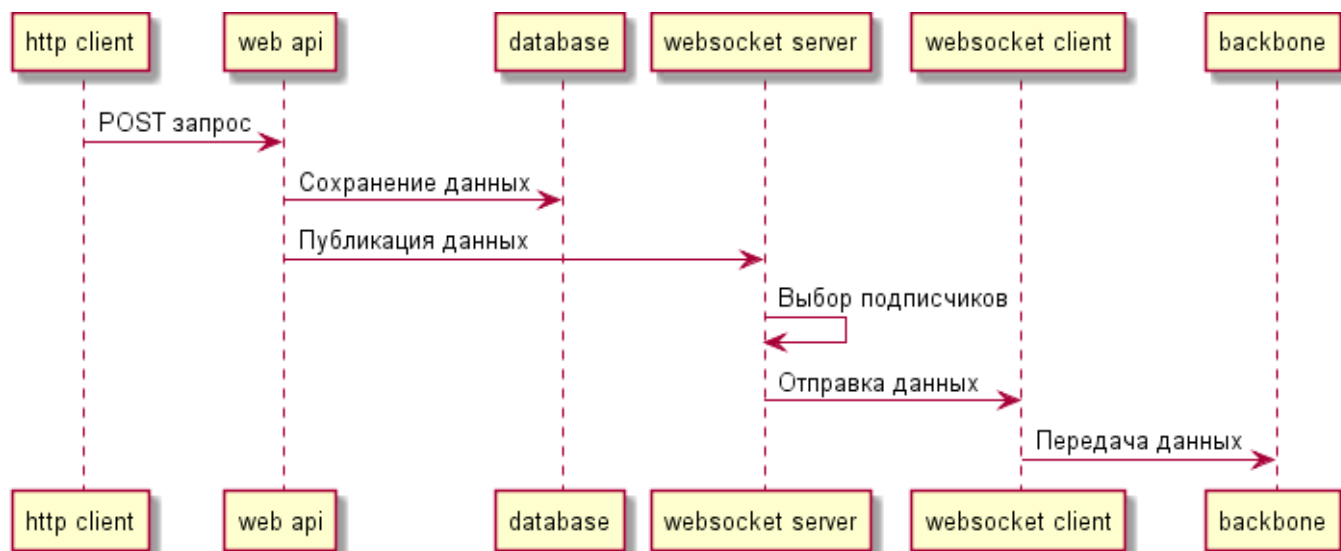 http client
web api
database
websocket server
websocket client
backbone
POST запрос
Сохранение данных
Публикация данных
Выбор подписчиков
Отправка данных
Передача данных
http client
web api
database
websocket server
websocket client
backbone